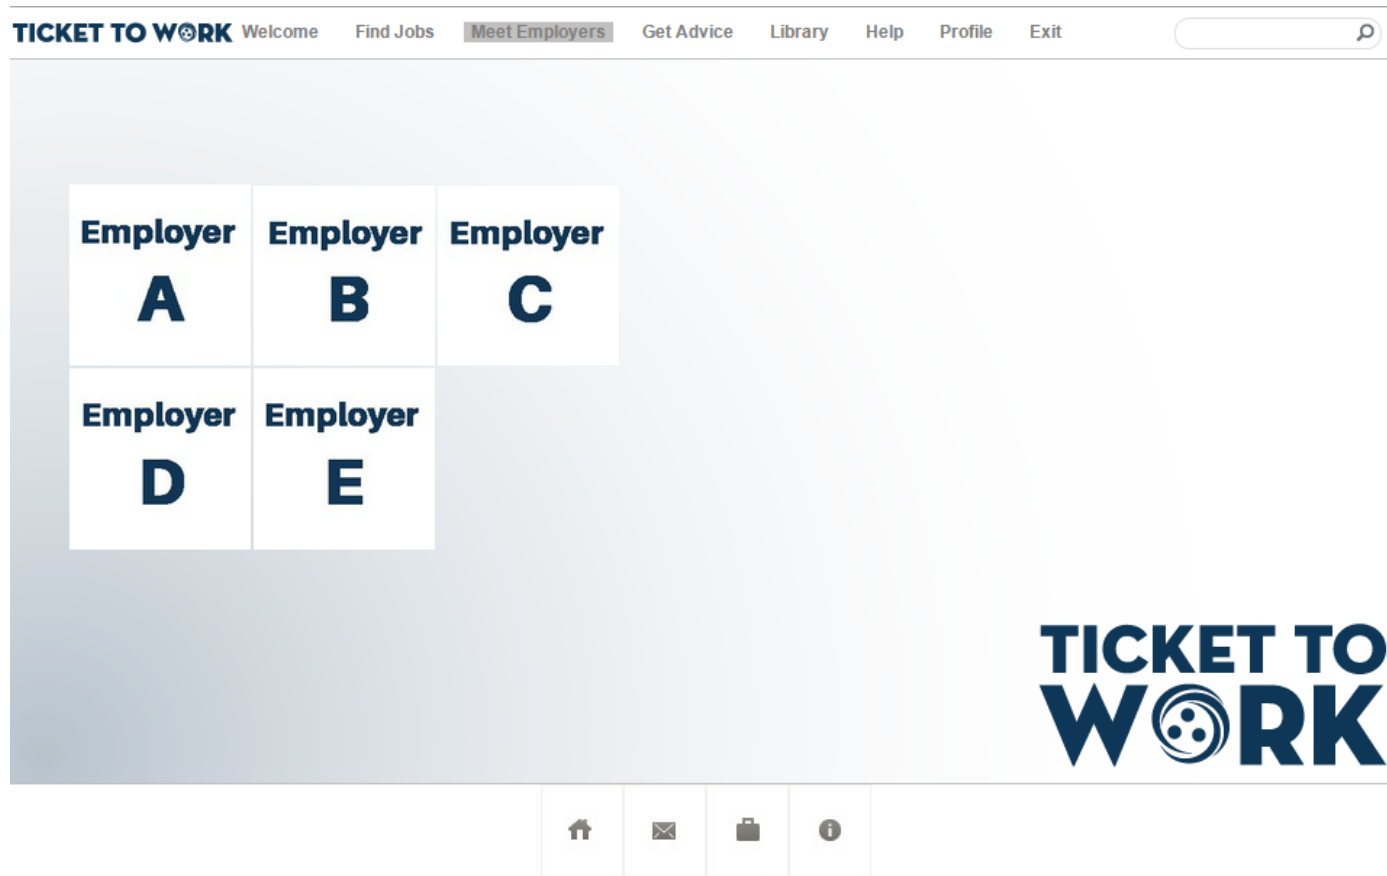 TICKET TO WORK Welcome Find Jobs Meet Employers Get Advice Library Help Profile Exit
Employer Employer Employer
A B C
Employer Employer
D E
TICKET TO
WORK